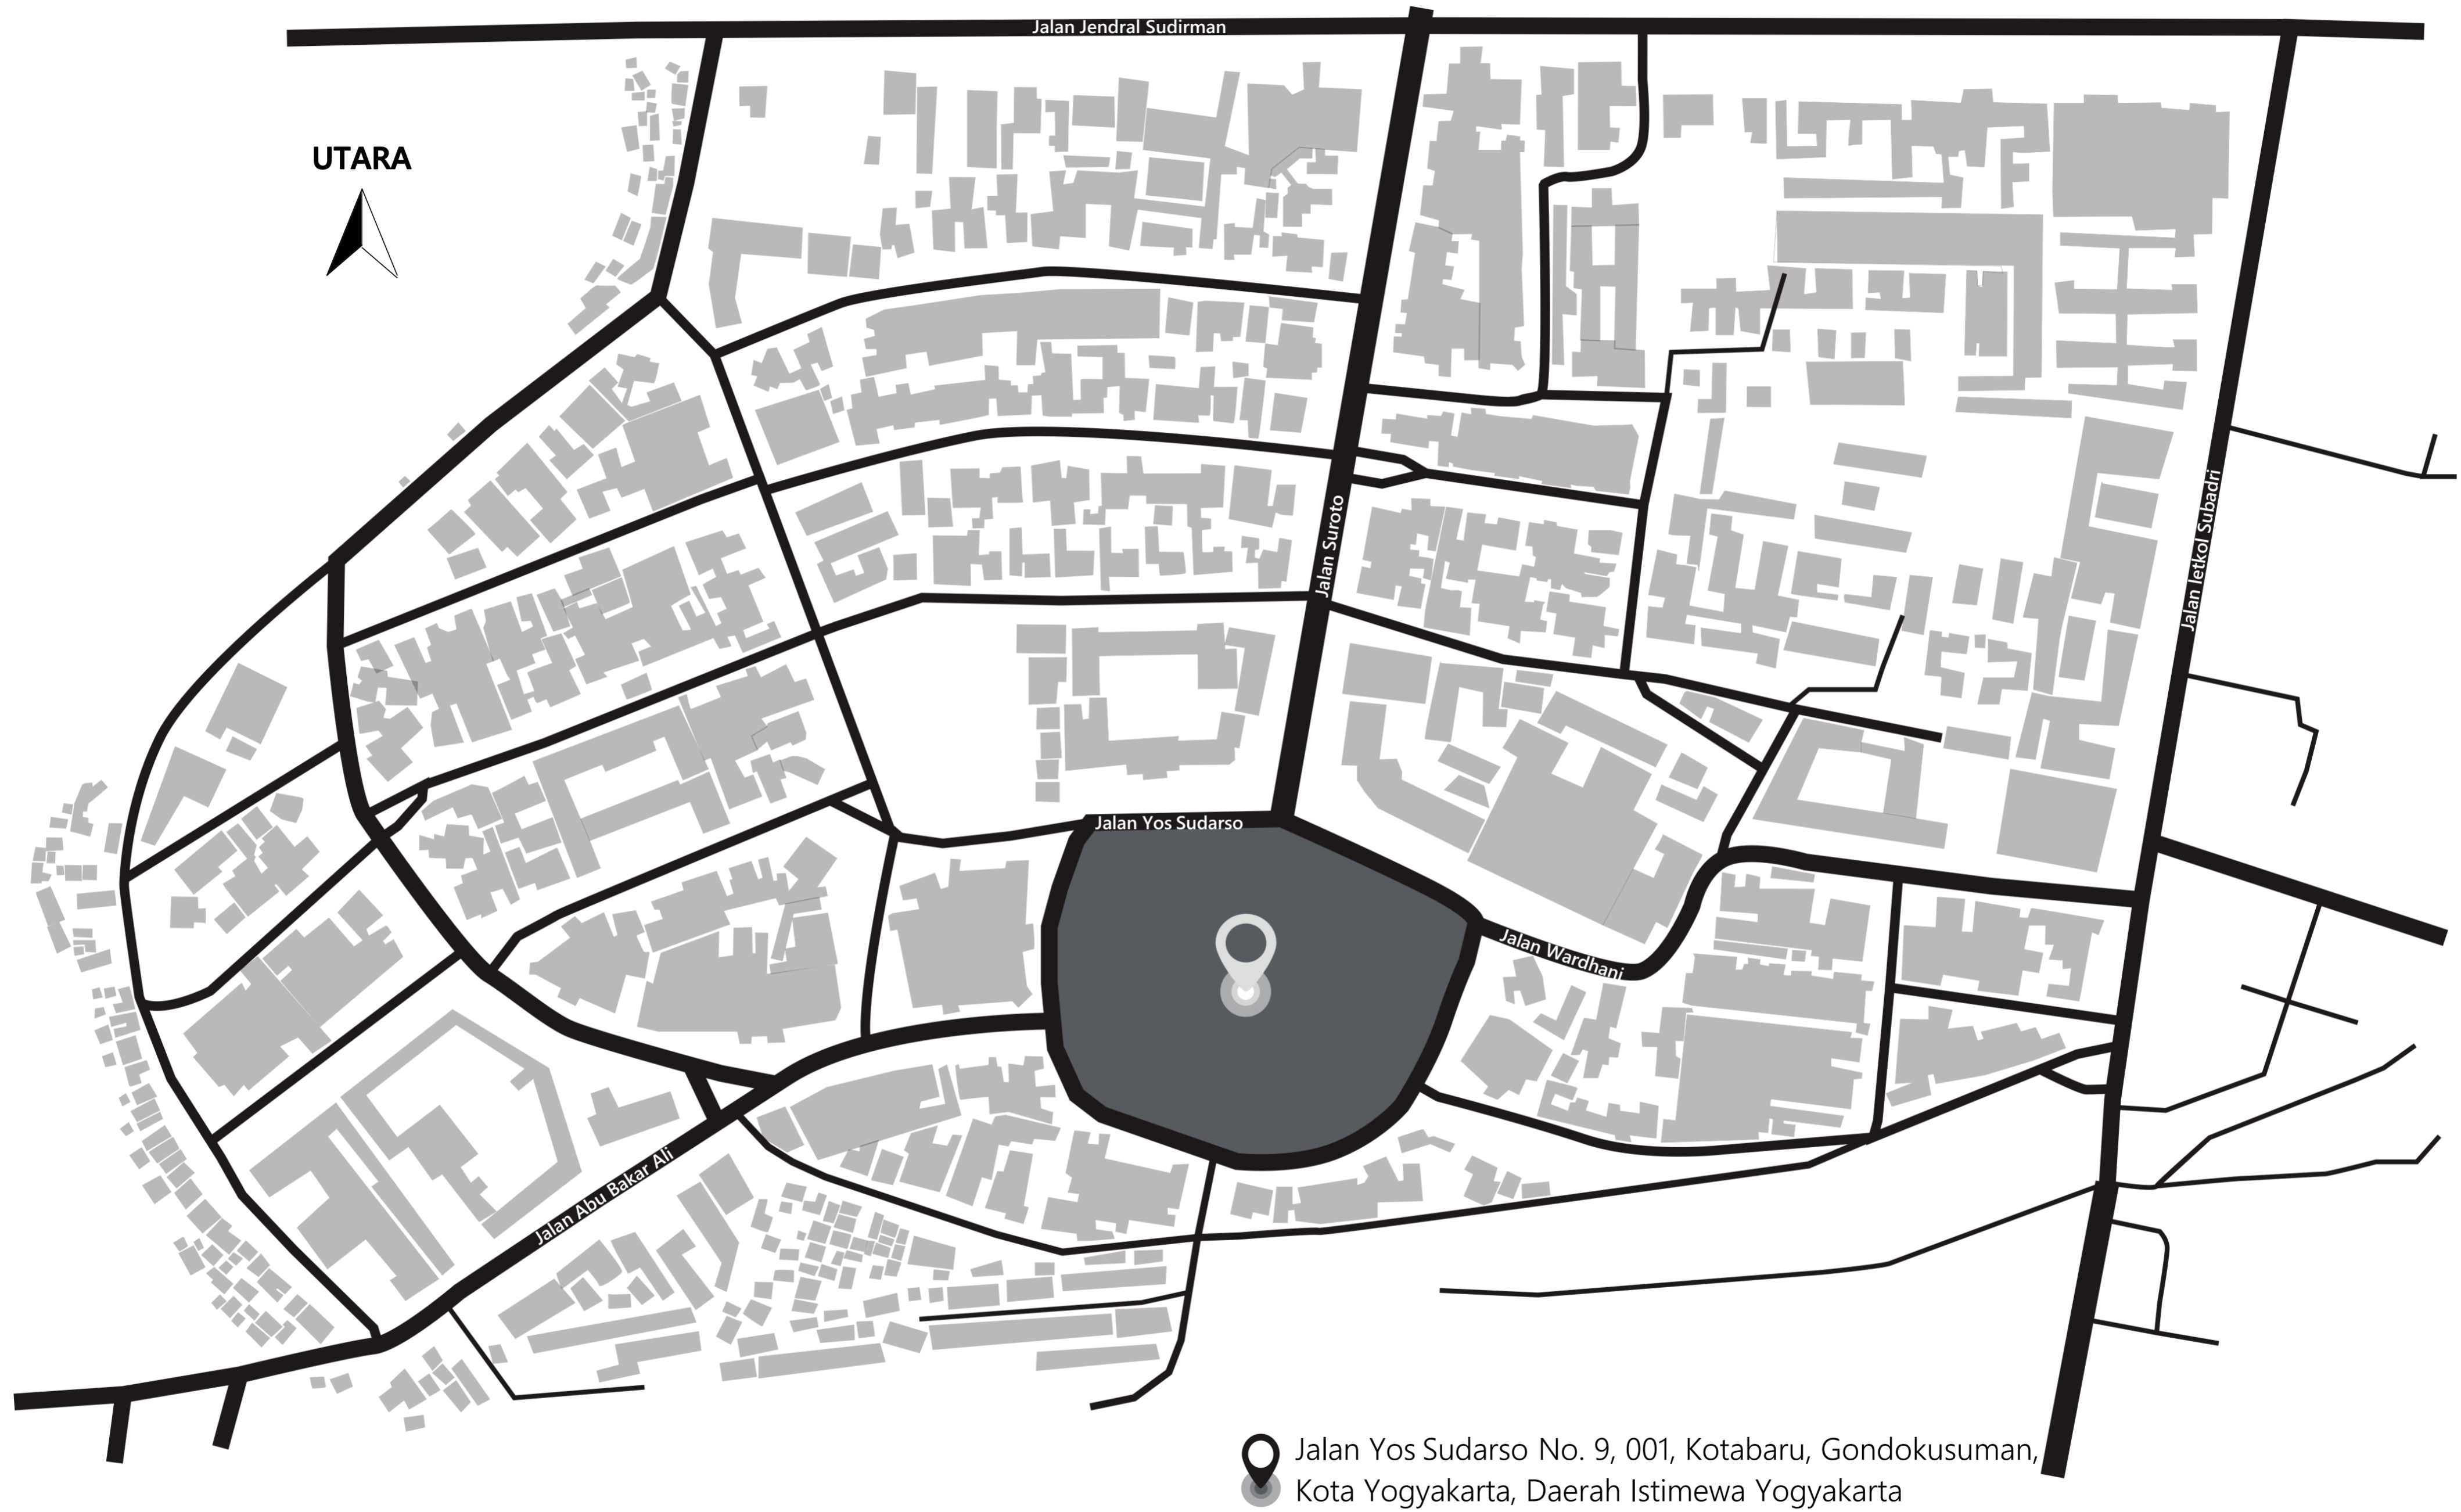 Jalan Jendral Sudirman
UTARA
Jalan Suroto
Jalan letkol Subadri
Jalan Yos Sudarso
Jalan Wardhani
Jalan Abu Bakar Ali
Jalan Yos Sudarso No. 9, 001, Kotabaru, Gondokusuman,
Kota Yogyakarta, Daerah Istimewa Yogyakarta